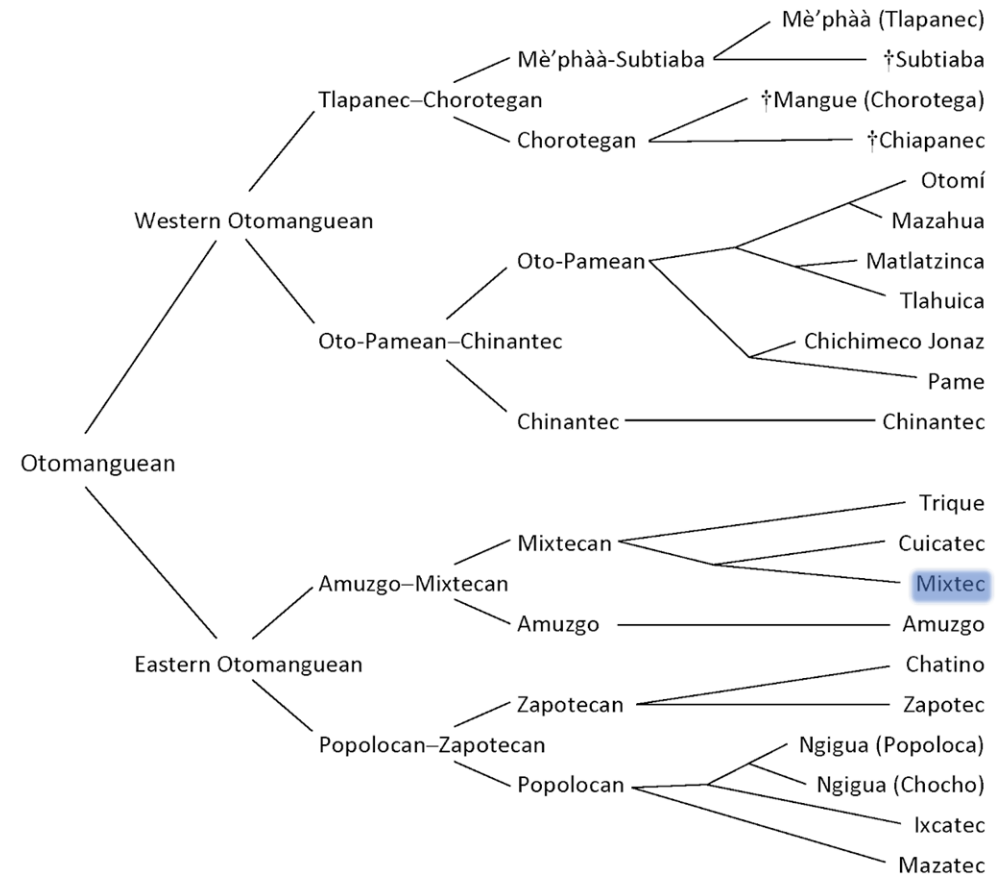 Mè’phàà (Tlapanec)
Mè’phàà-Subtiaba
†Subtiaba
Tlapanec–Chorotegan
†Mangue (Chorotega)
Chorotegan
†Chiapanec
Otomí
Western Otomanguean
Mazahua
Oto-Pamean
Matlatzinca
Tlahuica
Oto-Pamean–Chinantec
Chichimeco Jonaz
Pame
Chinantec
Chinantec
Otomanguean
Trique
Mixtecan
Cuicatec
Amuzgo–Mixtecan
Mixtec
Amuzgo
Amuzgo
Eastern Otomanguean
Chatino
Zapotecan
Zapotec
Popolocan–Zapotecan
Ngigua (Popoloca)
Popolocan
Ngigua (Chocho)
Ixcatec
Mazatec